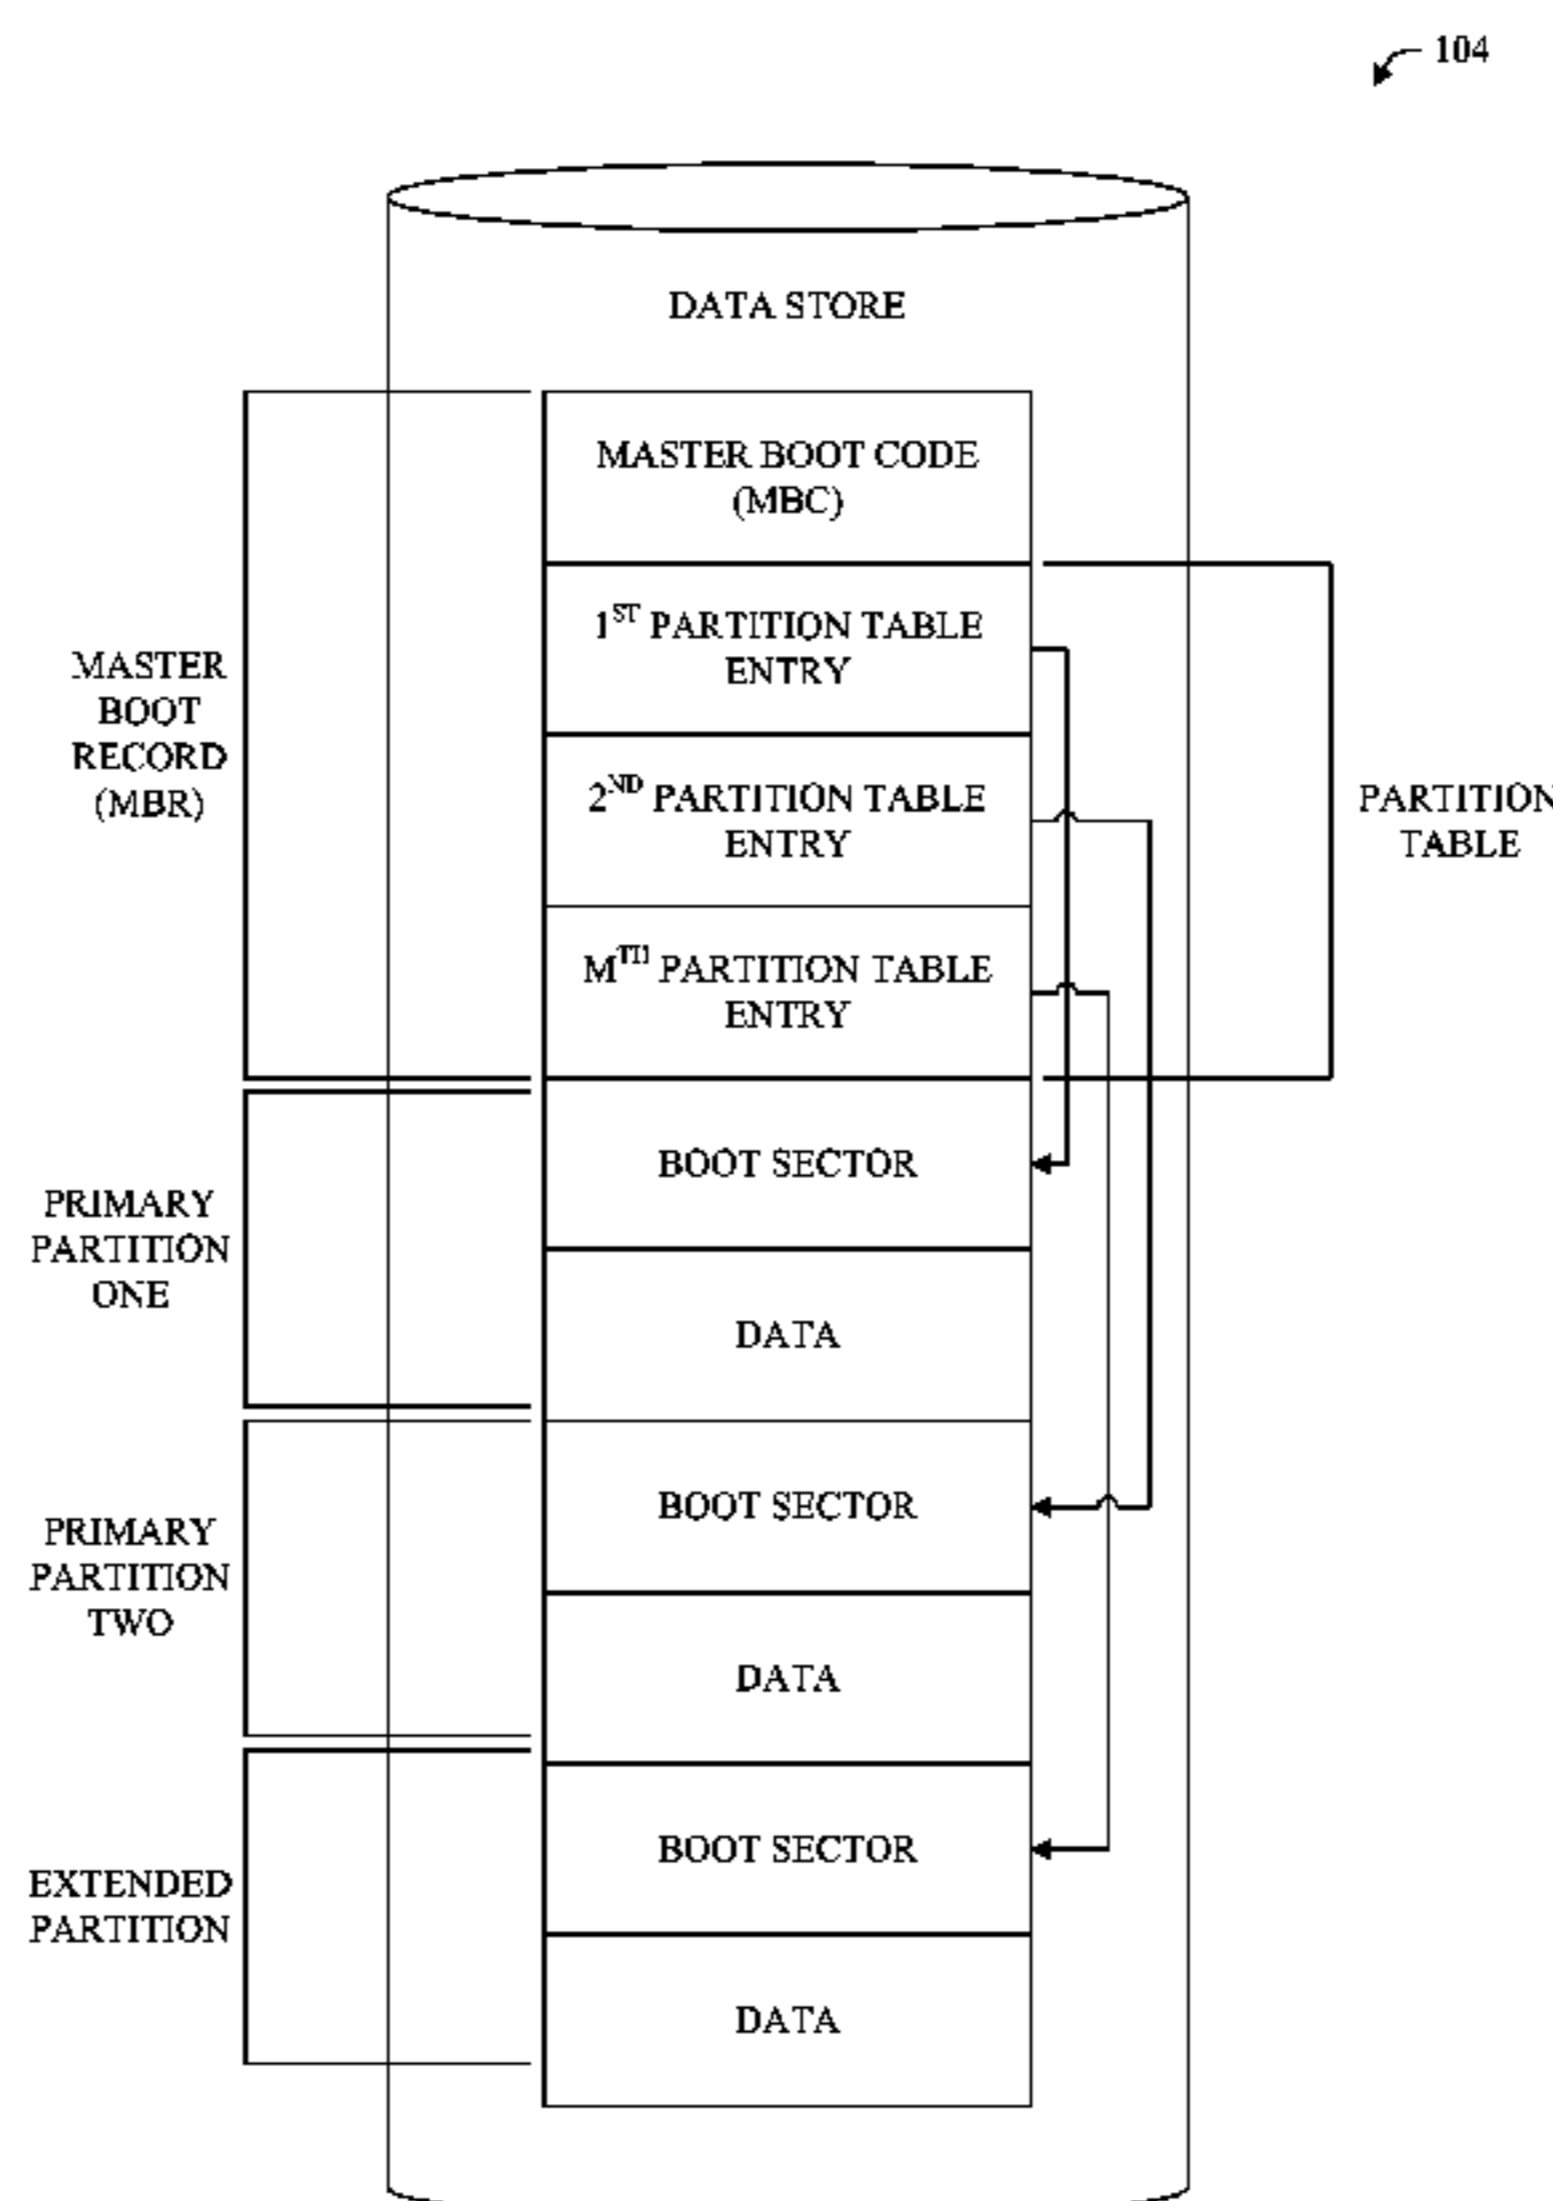 104
DATA STORE
MASTER BOOT CODE
(MBC)
1ST PARTITION TABLE
ENTRY
2ND PARTITION TABLE
ENTRY
MTH PARTITION TABLE
ENTRY
MASTER
BOOT
RECORD
(MBR)
PARTITION
TABLE
BOOT SECTOR
DATA
PRIMARY
PARTITION
ONE
BOOT SECTOR
DATA
PRIMARY
PARTITION
TWO
BOOT SECTOR
DATA
EXTENDED
PARTITION